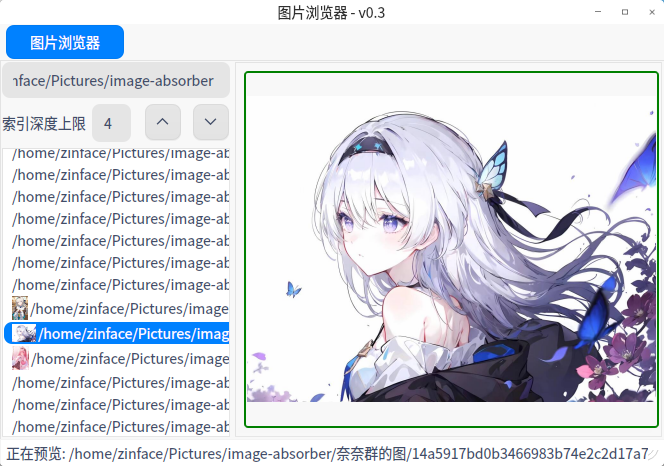 图片浏览器 - v0.3
图片浏览器
nface/Pictures/image-absorber
索引深度上限 4
/home/zinface/Pictures/image-ab
/home/zinface/Pictures/image-ab
/home/zinface/Pictures/image-ab
/home/zinface/Pictures/image-ab
/home/zinface/Pictures/image-ab
/home/zinface/Pictures/image-ab
/home/zinface/Pictures/image-ab
/home/zinface/Pictures/image
/home/zinface/Pictures/imag
/home/zinface/Pictures/image
/home/zinface/Pictures/image-ab
/home/zinface/Pictures/image-ab
/home/zinface/Pictures/image-ab
正在预览: /home/zinface/Pictures/image-absorber/奈奈群的图/14a5917bd0b3466983b74e2c2d17a7